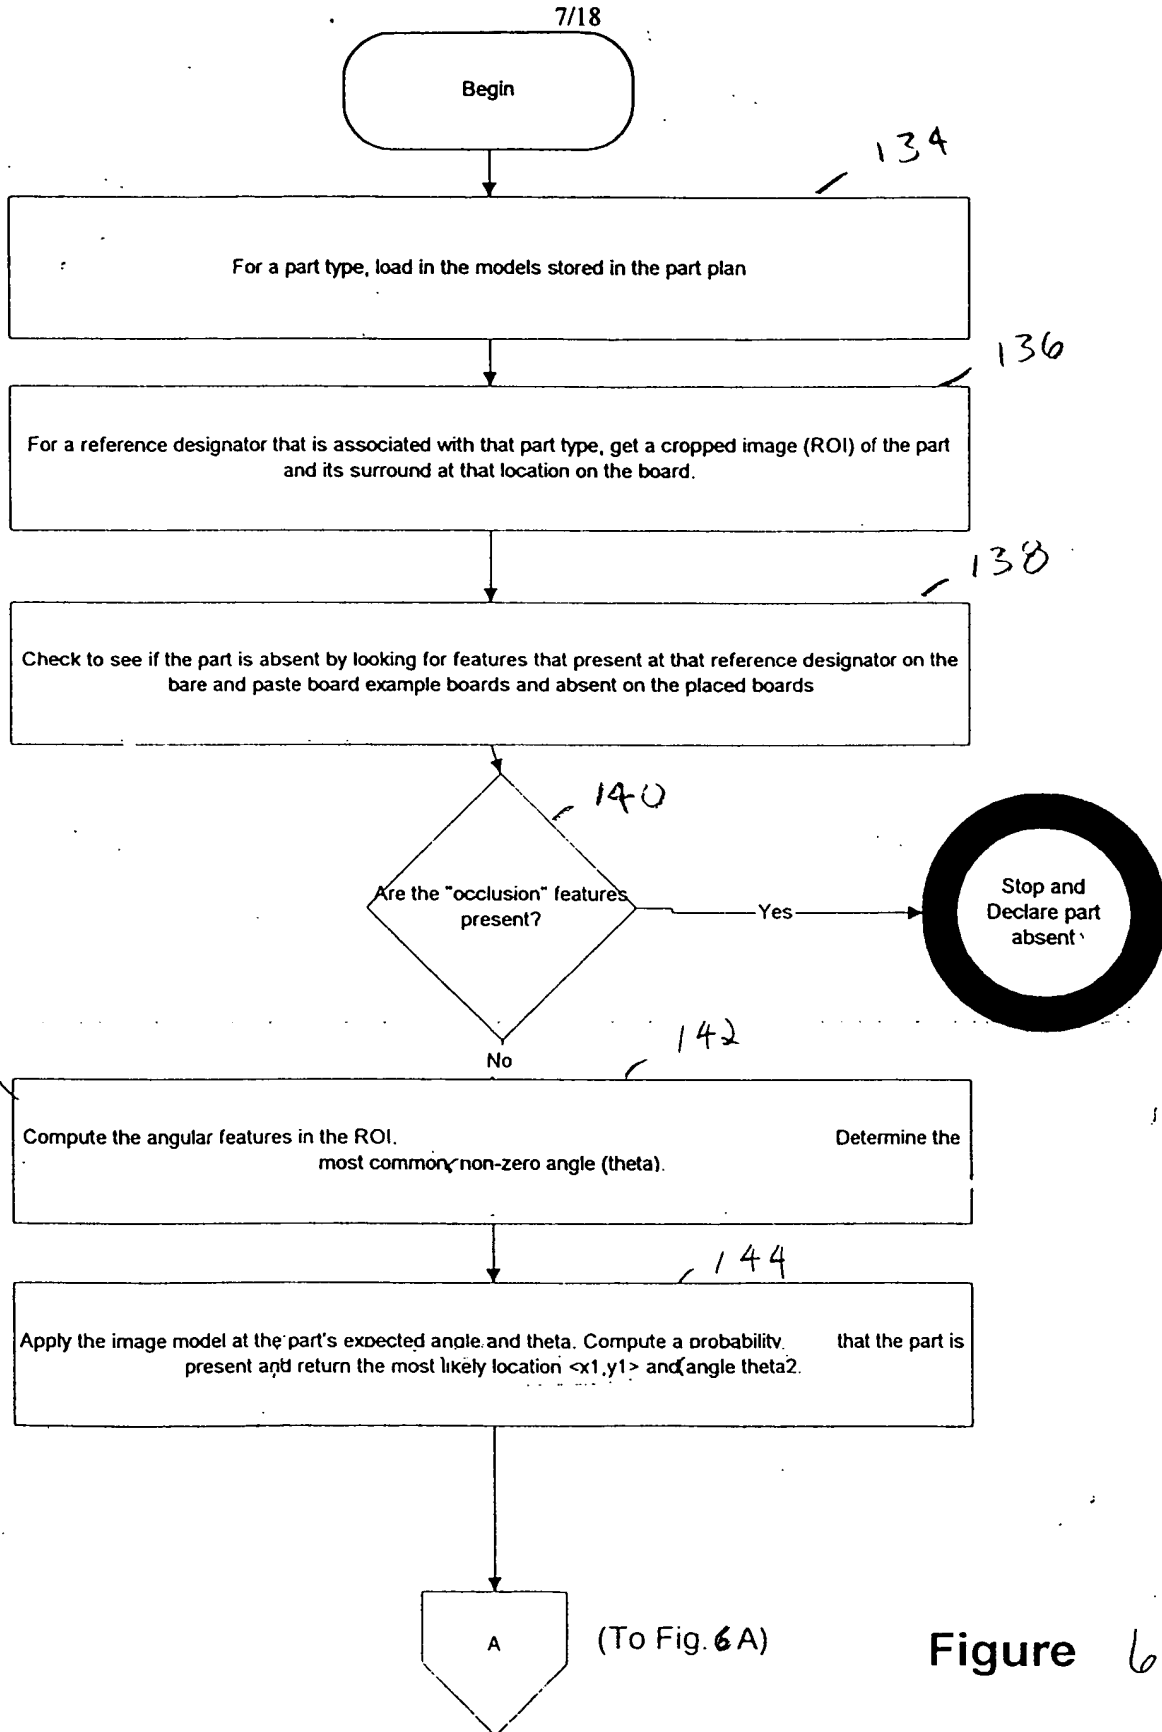 7/18
Begin
134
For a part type, load in the models stored in the part plan
136
For a reference designator that is associated with that part type, get a cropped image (ROI) of the part
and its surround at that location on the board.
138
Check to see if the part is absent by looking for features that present at that reference designator on the
bare and paste board example boards and absent on the placed boards
140
Are the "occlusion" features
present?
Yes
Stop and
Declare part
absent
No
142
Compute the angular features in the ROI. Determine the
most common non-zero angle (theta).
144
Apply the image model at the part's expected angle and theta. Compute a probability. that the part is
present and return the most likely location <x1,y1> and angle theta2.
A
(To Fig. 6A)
Figure 6